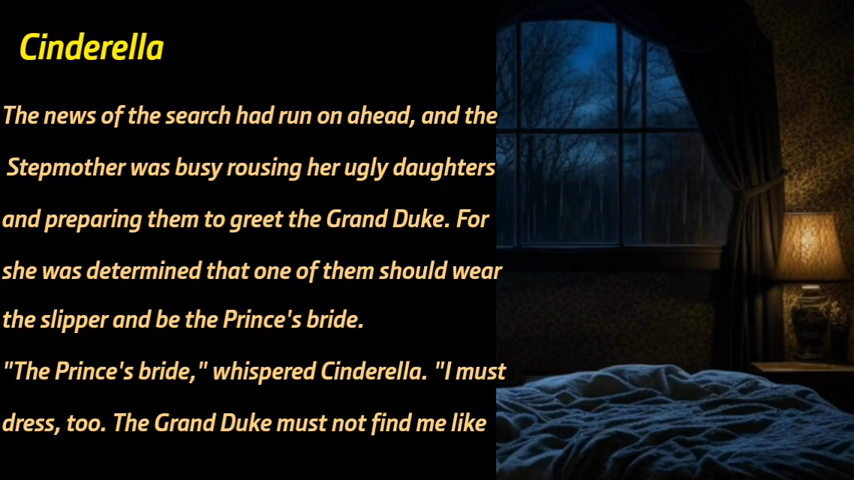 Cinderella
The news of the search had run on ahead, and the
Stepmother was busy rousing her ugly daughters
and preparing them to greet the Grand Duke. For
she was determined that one of them should wear
the slipper and be the Prince's bride.
"The Prince's bride," whispered Cinderella. "I must
dress, too. The Grand Duke must not find me like